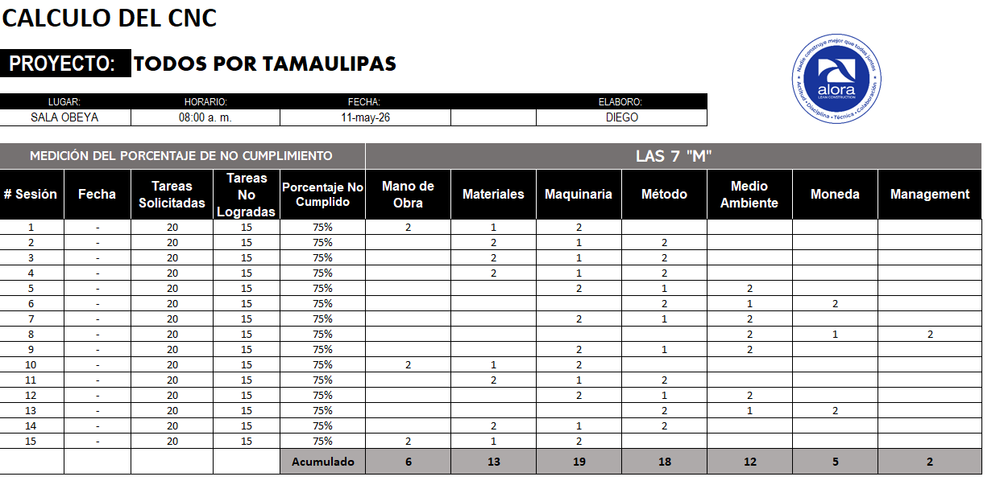 CALCULO DEL CNC
PROYECTO: TODOS POR TAMAULIPAS
Nadie construye mejor que todos juntos
alora
LEAN CONSTRUCTION
Actitud • Disciplina • Técnica • Colaboración
LUGAR: HORARIO: FECHA: ELABORO:
SALA OBEYA 08:00 a. m. 11-may-26 DIEGO
MEDICIÓN DEL PORCENTAJE DE NO CUMPLIMIENTO LAS 7 "M"
# Sesión Fecha Tareas Solicitadas Tareas No Logradas Porcentaje No Cumplido Mano de Obra Materiales Maquinaria Método Medio Ambiente Moneda Management
1 - 20 15 75% 2 1 2
2 - 20 15 75% 2 1 2
3 - 20 15 75% 2 1 2
4 - 20 15 75% 2 1 2
5 - 20 15 75% 2 1 2
6 - 20 15 75% 2 1 2
7 - 20 15 75% 2 1 2
8 - 20 15 75% 2 1 2
9 - 20 15 75% 2 1 2
10 - 20 15 75% 2 1 2
11 - 20 15 75% 2 1 2
12 - 20 15 75% 2 1 2
13 - 20 15 75% 2 1 2
14 - 20 15 75% 2 1 2
15 - 20 15 75% 2 1 2
Acumulado 6 13 19 18 12 5 2